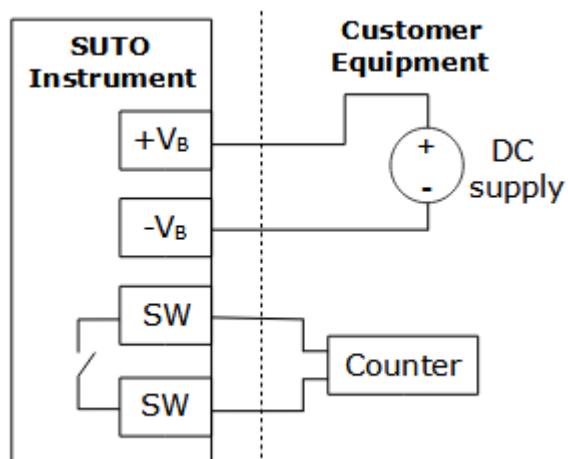 SUTO
Instrument
Customer
Equipment
+VB
-VB
SW
SW
+
-
DC
supply
Counter